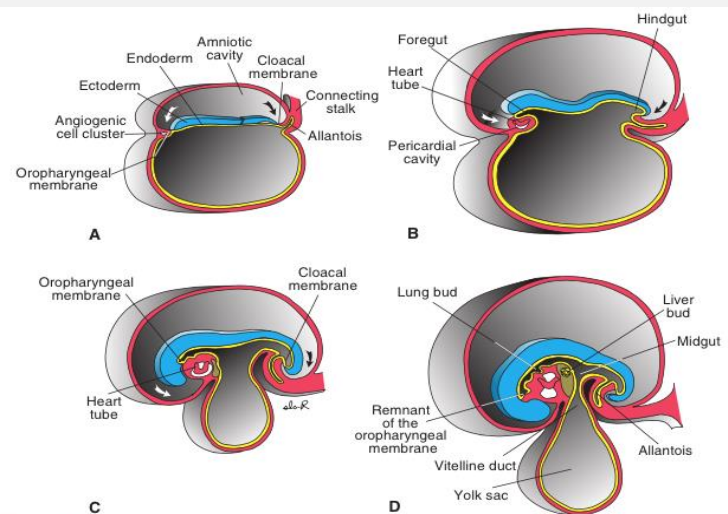 Amniotic
cavity
Endoderm
Cloacal
membrane
Ectoderm
Connecting
stalk
Angiogenic
cell cluster
Allantois
Oropharyngeal
membrane
A
Hindgut
Foregut
Heart
tube
Pericardial
cavity
B
Oropharyngeal
membrane
Cloacal
membrane
Heart
tube
C
Lung bud
Liver
bud
Midgut
Remnant
of the
oropharyngeal
membrane
Allantois
Vitelline duct
Yolk sac
D